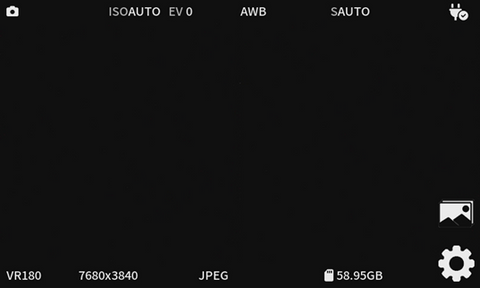 ISOAUTO EV 0 AWB SAUTO
VR180 7680x3840 JPEG 58.95GB